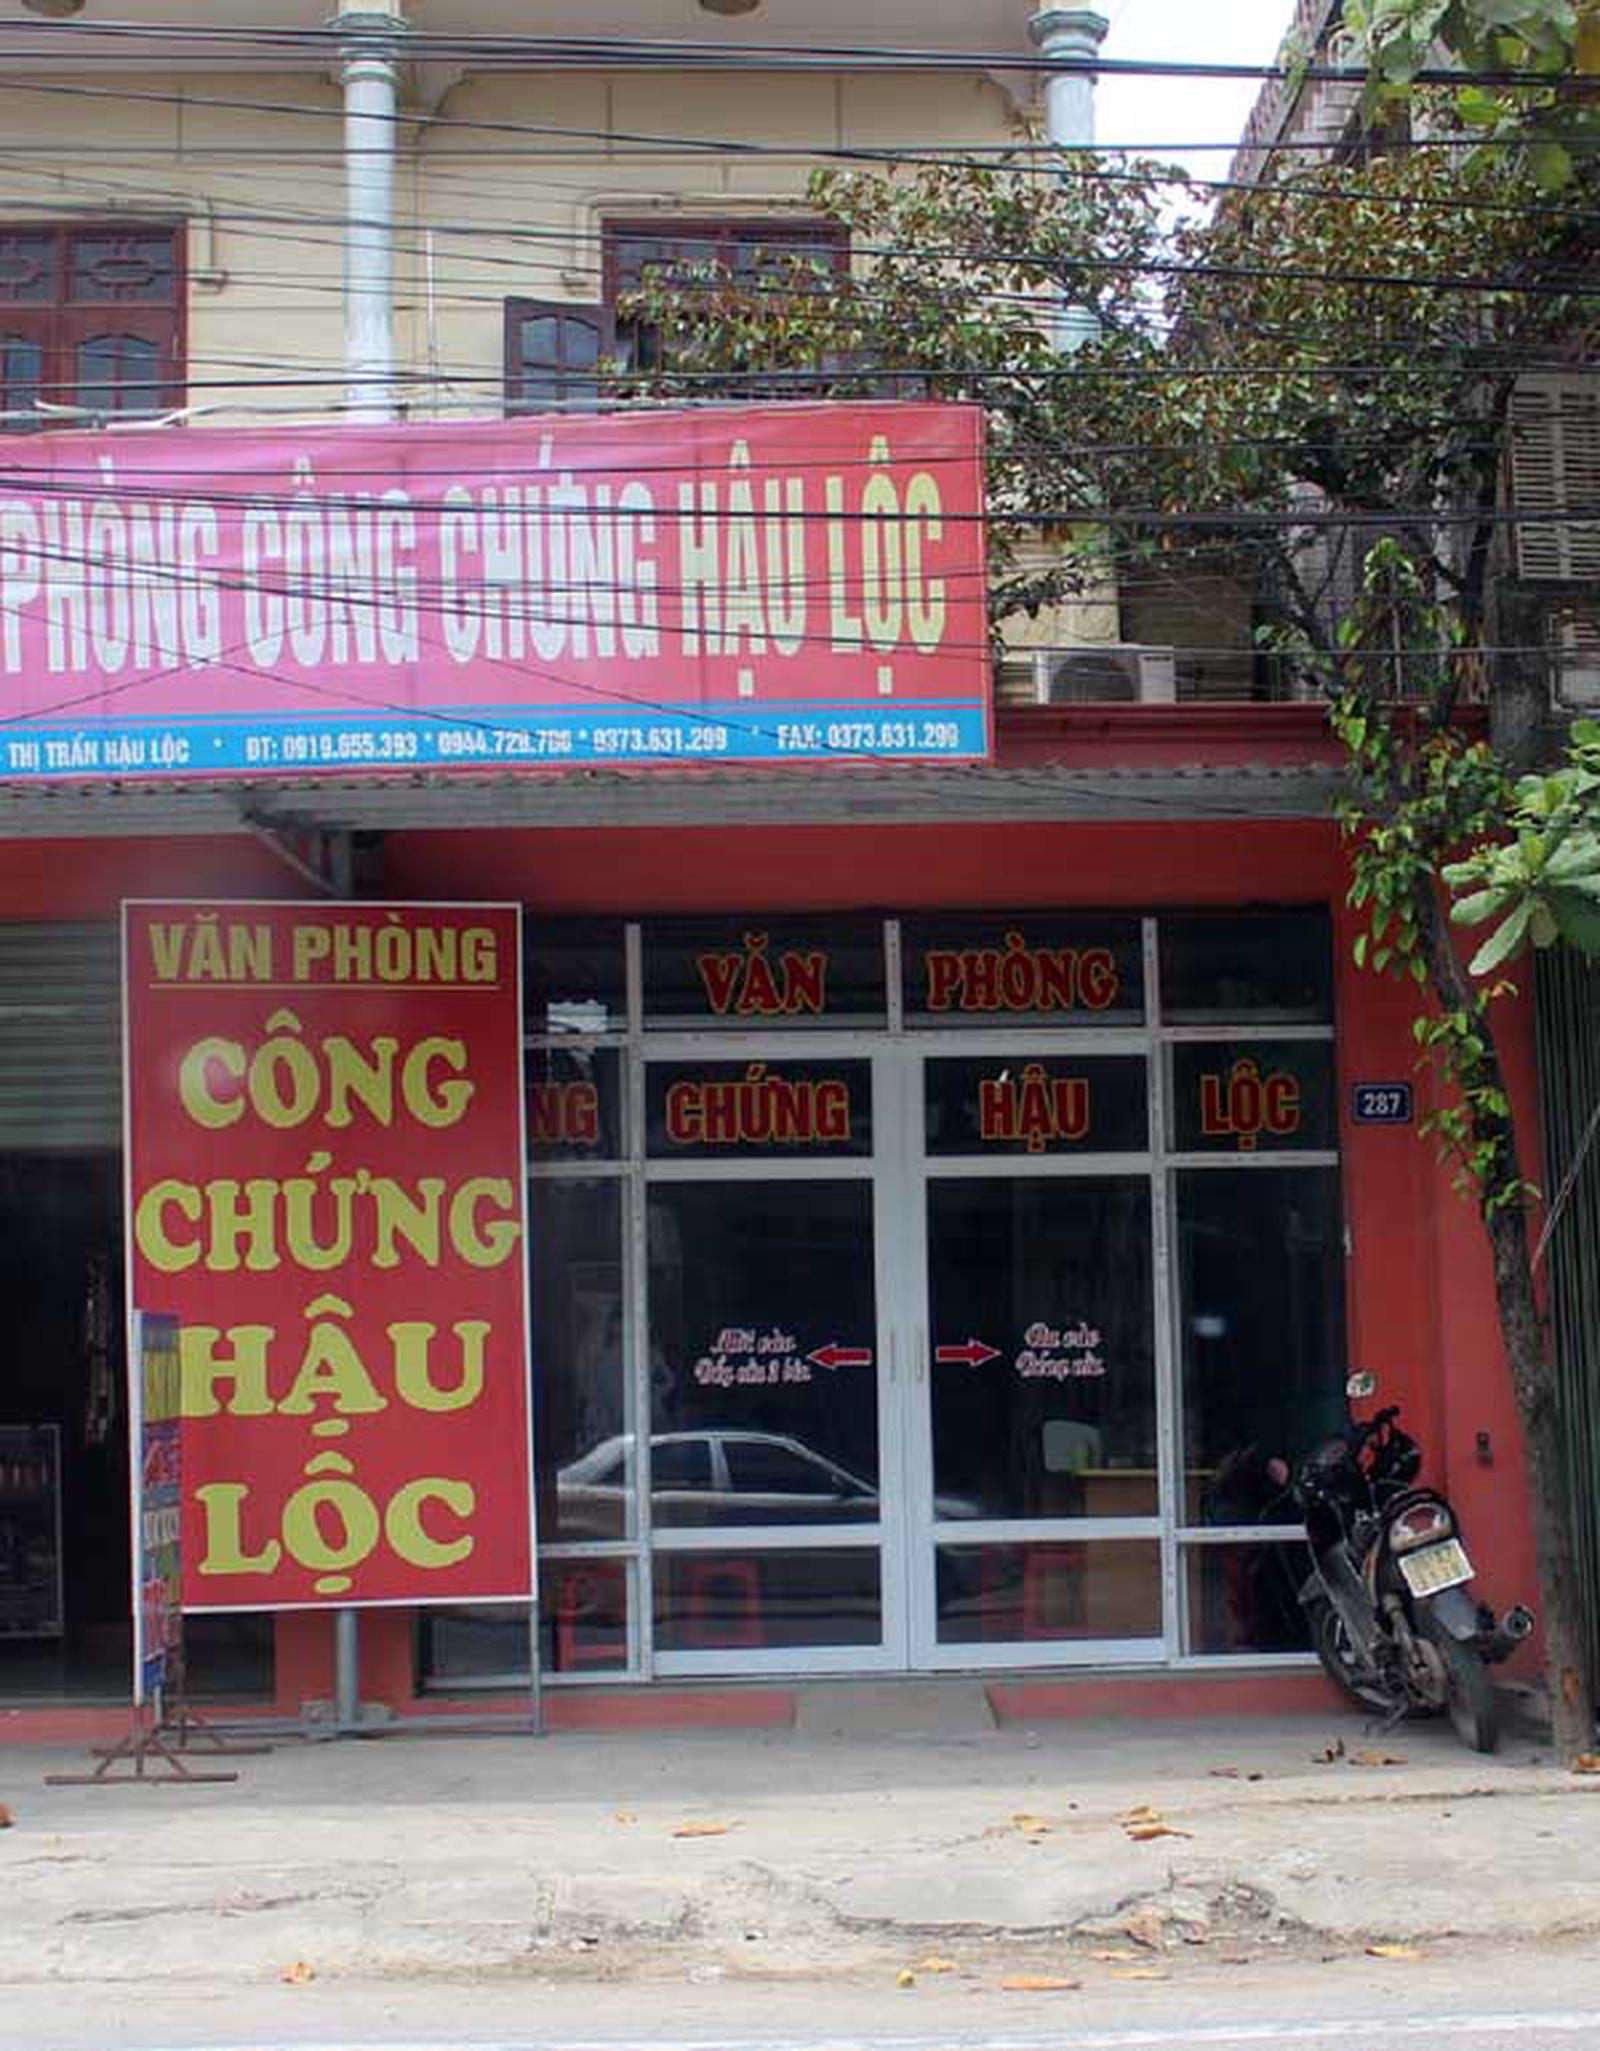 PHÒNG CÔNG CHỨNG HẬU LỘC
THỊ TRẤN HẬU LỘC * ĐT: 0919.655.393 * 0944.728.766 * 0373.631.299 * FAX: 0373.631.299
VĂN PHÒNG
CÔNG
CHỨNG
HẬU
LỘC
VĂN PHÒNG
NG CHỨNG HẬU LỘC
287